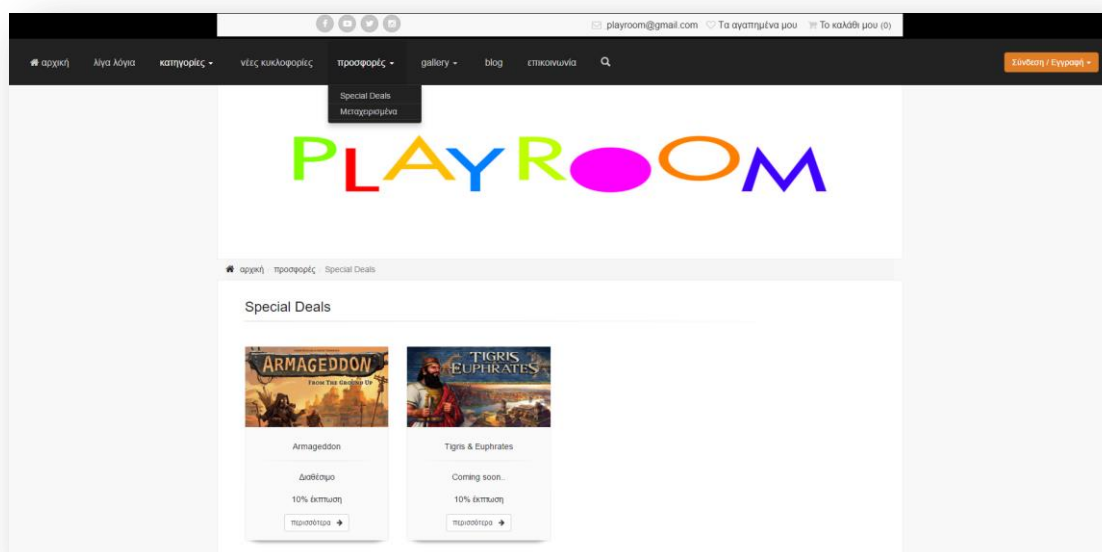 playroom@gmail.com Τα αγαπημένα μου Το καλάθι μου (0)
αρχική λίγα λόγια κατηγορίες νέες κυκλοφορίες προσφορές gallery blog επικοινωνία Σύνδεση / Εγγραφή
Special Deals
Μεταχειρισμένα
PLAYROOM
αρχική προσφορές Special Deals
Special Deals
ARMAGEDDON
FROM THE GROUND UP
TIGRIS
EUPHRATES
Armageddon Tigris & Euphrates
Διαθέσιμο Coming soon..
10% έκπτωση 10% έκπτωση
περισσότερα περισσότερα